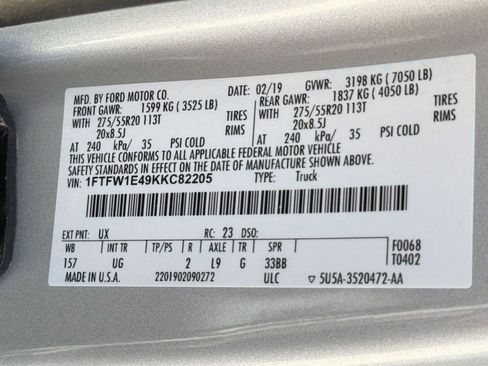 MFD. BY FORD MOTOR CO. DATE: 02/19 GVWR: 3198 KG ( 7050 LB)
FRONT GAWR: 1599 KG ( 3525 LB) REAR GAWR: 1837 KG ( 4050 LB)
WITH 275/55R20 113T TIRES WITH 275/55R20 113T TIRES
20x8.5J RIMS 20x8.5J RIMS
AT 240 kPa/ 35 PSI COLD AT 240 kPa/ 35 PSI COLD
THIS VEHICLE CONFORMS TO ALL APPLICABLE FEDERAL MOTOR VEHICLE
SAFETY STANDARDS IN EFFECT ON THE DATE OF MANUFACTURE SHOWN ABOVE.
VIN: 1FTFW1E49KKC82205 TYPE: Truck
EXT PNT: UX RC: 23 DSO: F0068
WB INT TR TP/PS R AXLE TR SPR T0402
157 UG 2 L9 G 33BB
MADE IN U.S.A. 2201902090272 ULC ▽ 5U5A-3520472-AA